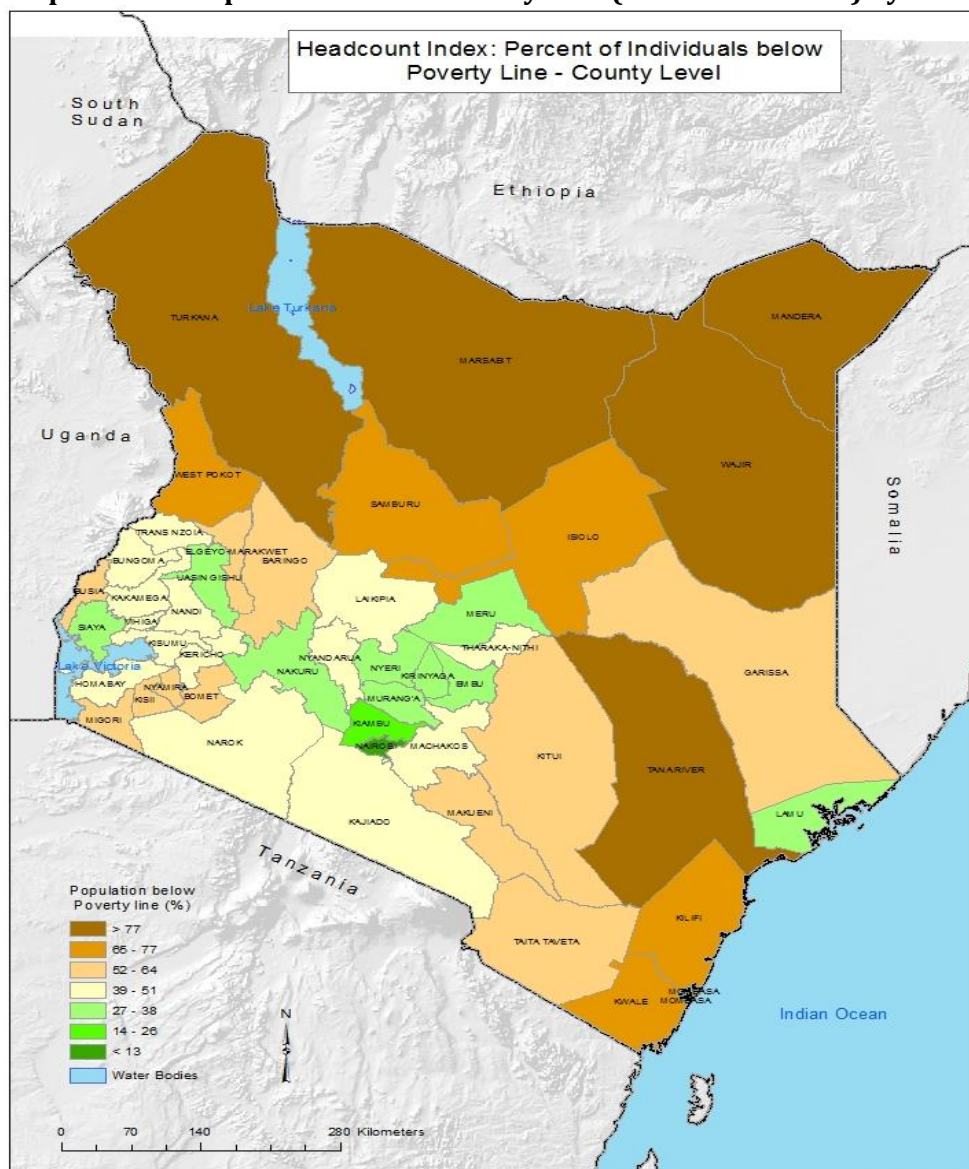 Headcount Index: Percent of Individuals below
Poverty Line - County Level
South
Sudan
Ethiopia
Uganda
Somalia
Tanzania
Indian Ocean
Lake Turkana
Lake Victoria
TURKANA
MARSABIT
MANDERA
WAJIR
WEST POKOT
SAMBURU
ISIOLO
TRANS NZOIA
ELGEYO-MARAKWET
BARINGO
BUNGOMA
UASIN GISHU
BUSIA
KAKAMEGA
NANDI
LAIKIPIA
MERU
SIAYA
VIHIGA
KISUMU
KERICHO
NYANDARUA
NYERI
THARAKA-NITHI
KIRINYAGA
EMBU
GARISSA
HOMABAY
NYAMIRA
KISII
BOMET
NAKURU
MURANG'A
MIGORI
NAROK
KIAMBU
NAIROBI
MACHAKOS
KITUI
TANARIVER
LAMU
KAJIADO
MAKUENI
TAITA TAVETA
KILIFI
KWALE
MOMBASA
MOMBASA
Population below
Poverty line (%)
> 77
65 - 77
52 - 64
39 - 51
27 - 38
14 - 26
< 13
Water Bodies
N
0 70 140 280 Kilometers